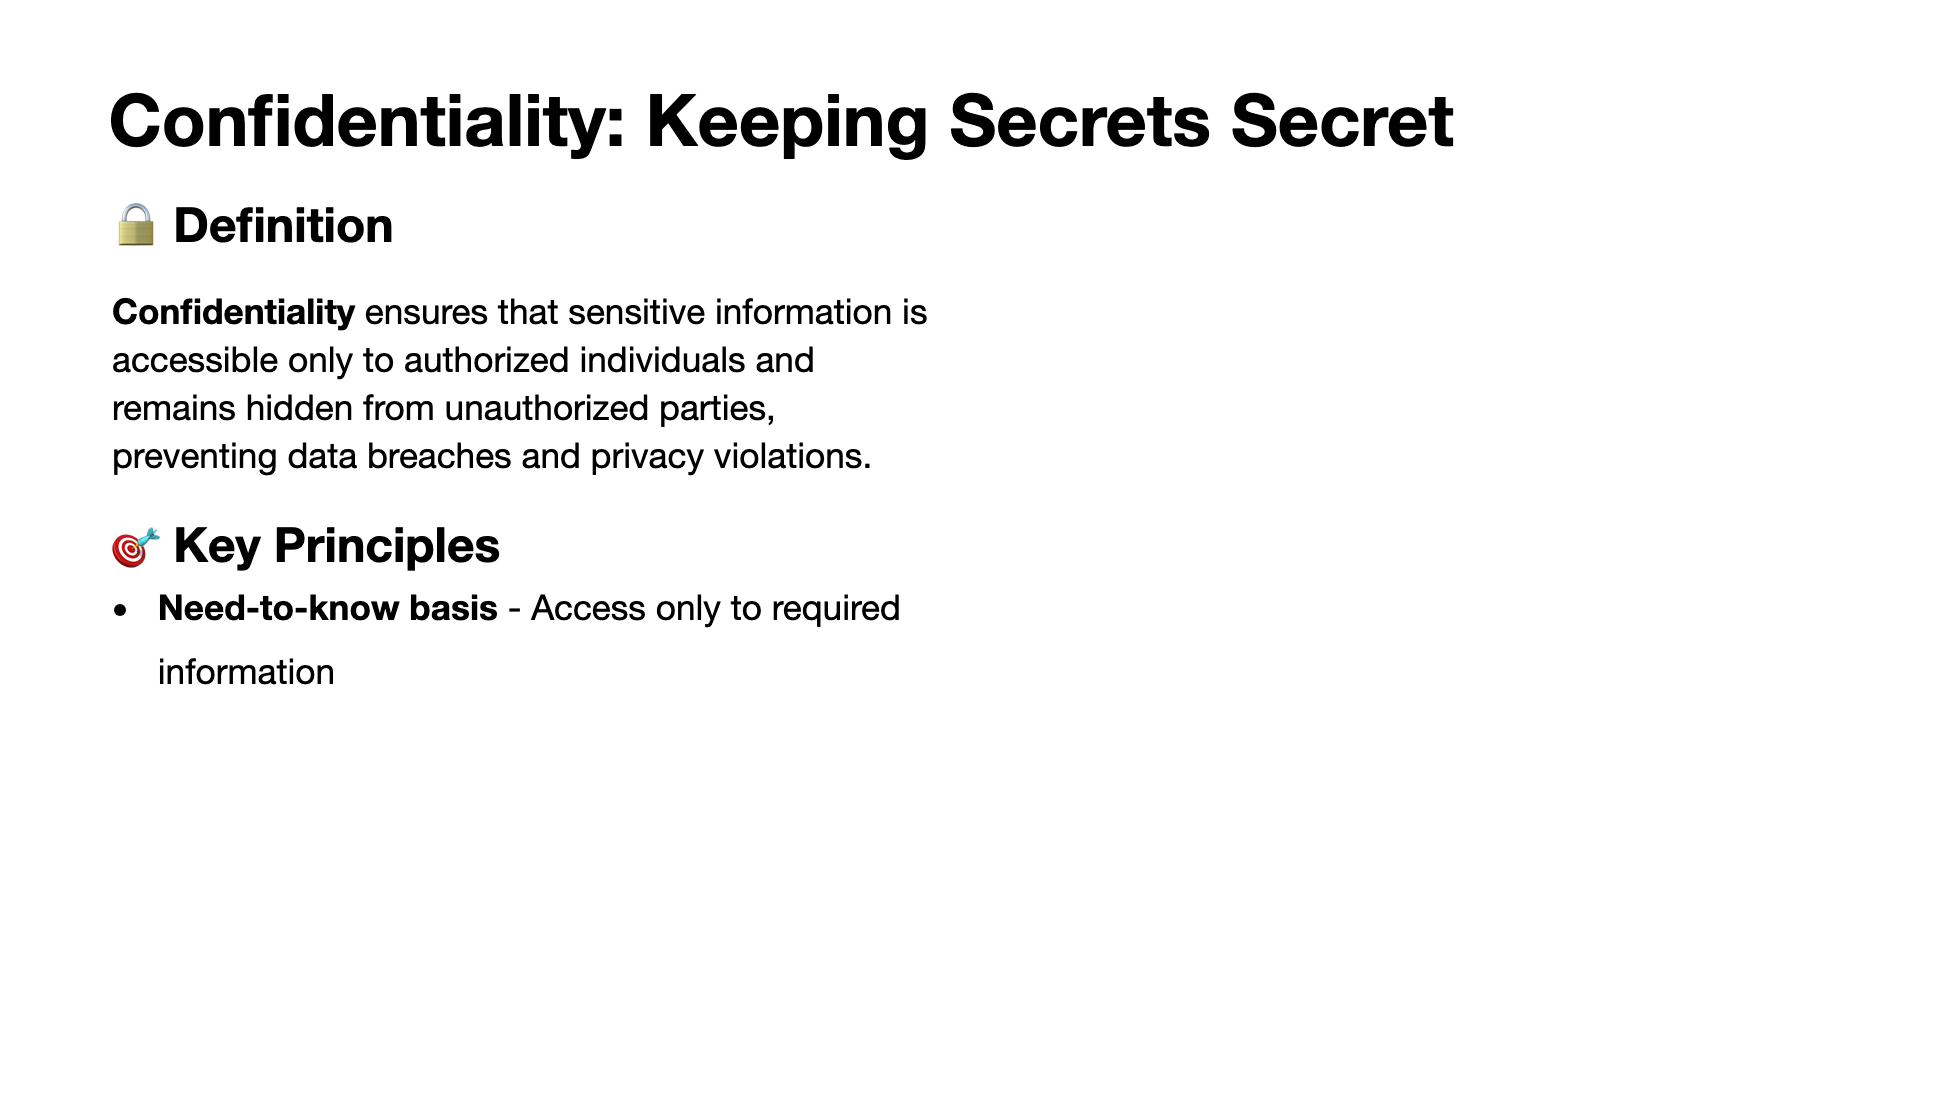 Confidentiality: Keeping Secrets Secret
🔒 Definition
Confidentiality ensures that sensitive information is
accessible only to authorized individuals and
remains hidden from unauthorized parties,
preventing data breaches and privacy violations.
🎯 Key Principles
• Need-to-know basis - Access only to required
information